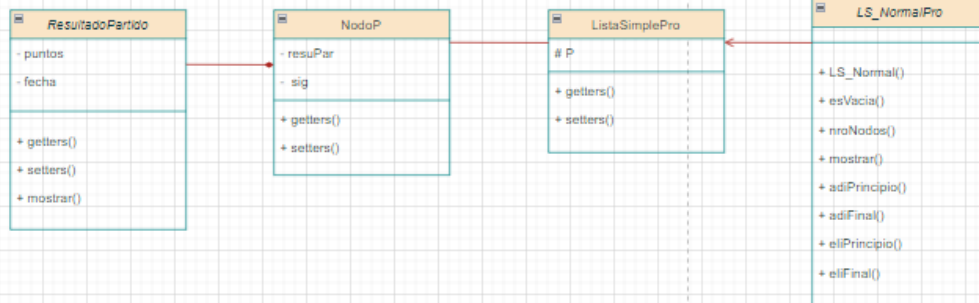 ResultadoPartido
- puntos
- fecha
+ getters()
+ setters()
+ mostrar()
NodoP
- resuPar
- sig
+ getters()
+ setters()
ListaSimplePro
# P
+ getters()
+ setters()
LS_NormalPro
+ LS_Normal()
+ esVacia()
+ nroNodos()
+ mostrar()
+ adiPrincipio()
+ adiFinal()
+ eliPrincipio()
+ eliFinal()